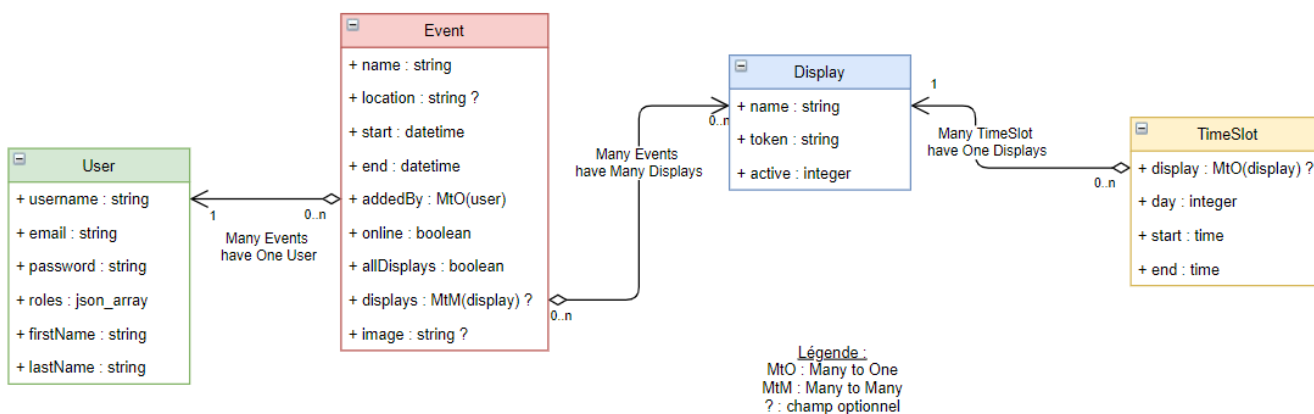 User
+ username : string
+ email : string
+ password : string
+ roles : json_array
+ firstName : string
+ lastName : string
1
0..n
Many Events
have One User
Event
+ name : string
+ location : string ?
+ start : datetime
+ end : datetime
+ addedBy : MtO(user)
+ online : boolean
+ allDisplays : boolean
+ displays : MtM(display) ?
+ image : string ?
0..n
Many Events
have Many Displays
0..n
Display
+ name : string
+ token : string
+ active : integer
1
Many TimeSlot
have One Displays
0..n
TimeSlot
+ display : MtO(display) ?
+ day : integer
+ start : time
+ end : time
Légende :
MtO : Many to One
MtM : Many to Many
? : champ optionnel